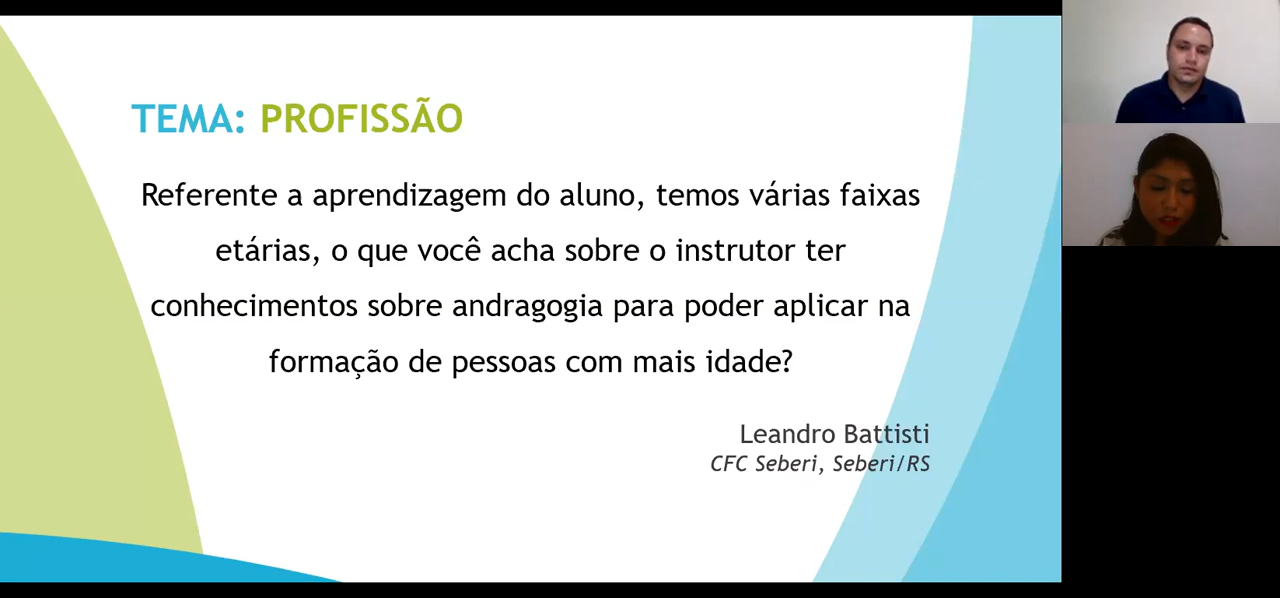 TEMA: PROFISSÃO
Referente a aprendizagem do aluno, temos várias faixas
etárias, o que você acha sobre o instrutor ter
conhecimentos sobre andragogia para poder aplicar na
formação de pessoas com mais idade?
Leandro Battisti
CFC Seberi, Seberi/RS